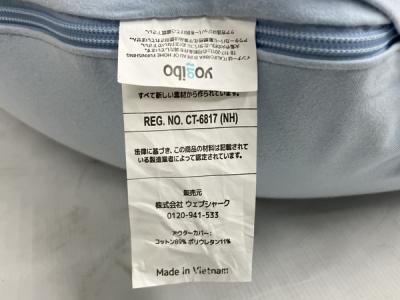 yogibo
すべて新しい素材から作られています。
REG. NO. CT-6817 (NH)
法律に基づき、この商品の材料は記載されて
いる製造業者によって認定されています。
販売元
株式会社 ウェブシャーク
0120-941-533
アウターカバー:
コットン89% ポリウレタン11%
Made in Vietnam